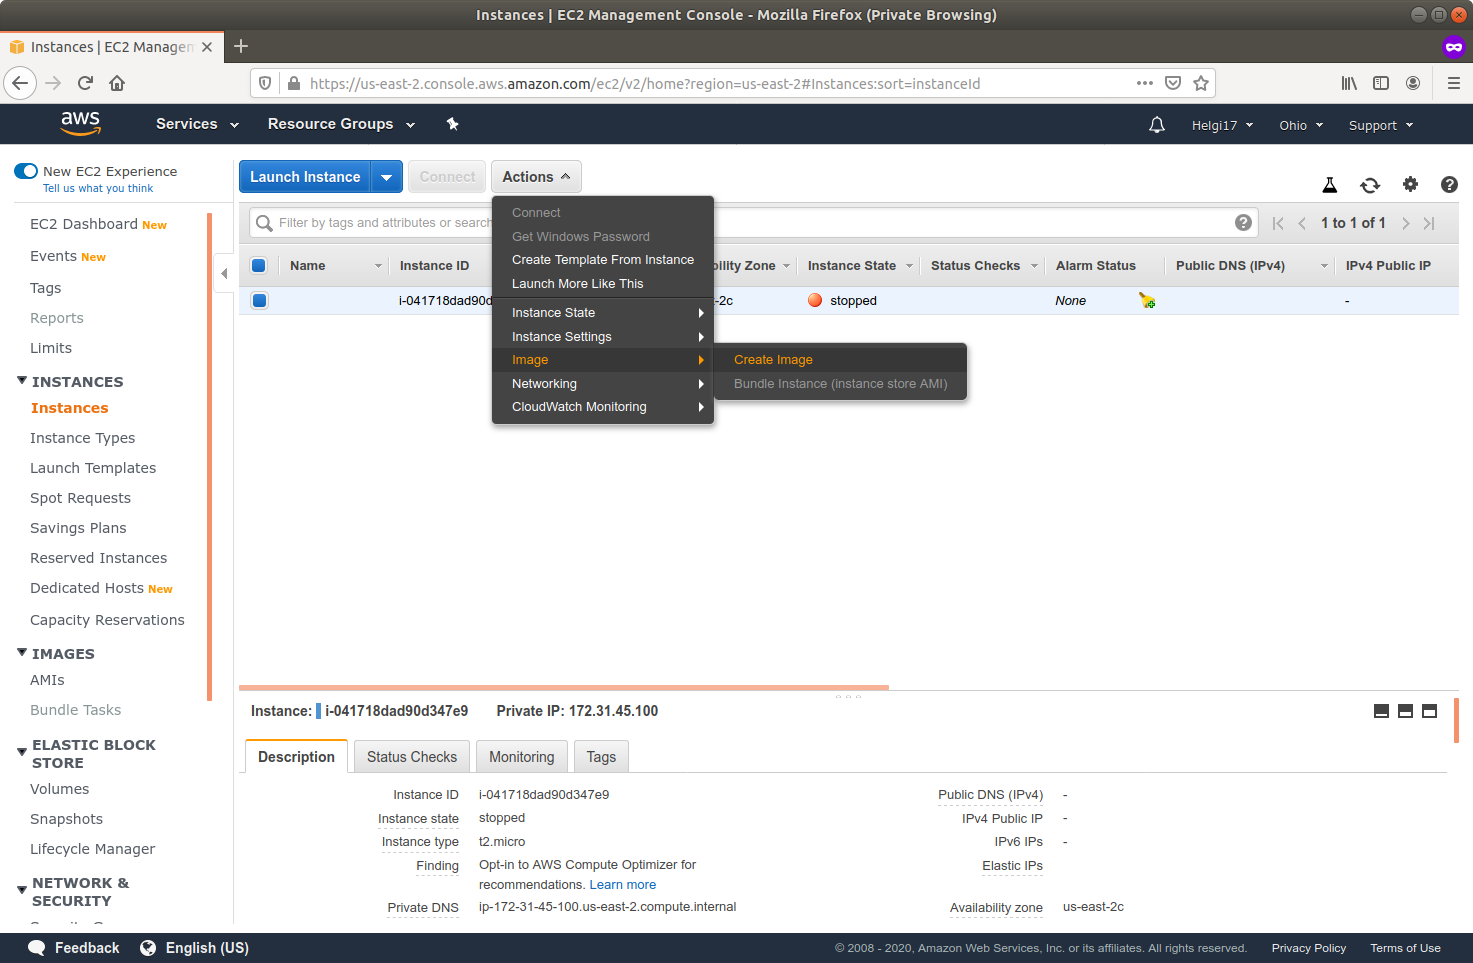 Instances | EC2 Management Console - Mozilla Firefox (Private Browsing)
Instances | EC2 Managem
https://us-east-2.console.aws.amazon.com/ec2/v2/home?region=us-east-2#Instances:sort=instanceId
aws Services Resource Groups Helgi17 Ohio Support
New EC2 Experience
Tell us what you think
EC2 Dashboard New
Events New
Tags
Reports
Limits
INSTANCES
Instances
Instance Types
Launch Templates
Spot Requests
Savings Plans
Reserved Instances
Dedicated Hosts New
Capacity Reservations
IMAGES
AMIs
Bundle Tasks
ELASTIC BLOCK
STORE
Volumes
Snapshots
Lifecycle Manager
NETWORK &
SECURITY
Launch Instance Connect Actions
Filter by tags and attributes or search 1 to 1 of 1
Name Instance ID bility Zone Instance State Status Checks Alarm Status Public DNS (IPv4) IPv4 Public IP
i-041718dad90d -2c stopped None -
Connect
Get Windows Password
Create Template From Instance
Launch More Like This
Instance State
Instance Settings
Image
Networking
CloudWatch Monitoring
Create Image
Bundle Instance (instance store AMI)
Instance: i-041718dad90d347e9 Private IP: 172.31.45.100
Description Status Checks Monitoring Tags
Instance ID i-041718dad90d347e9 Public DNS (IPv4) -
Instance state stopped IPv4 Public IP -
Instance type t2.micro IPv6 IPs -
Finding Opt-in to AWS Compute Optimizer for Elastic IPs
recommendations. Learn more
Private DNS ip-172-31-45-100.us-east-2.compute.internal Availability zone us-east-2c
Feedback English (US) © 2008 - 2020, Amazon Web Services, Inc. or its affiliates. All rights reserved. Privacy Policy Terms of Use